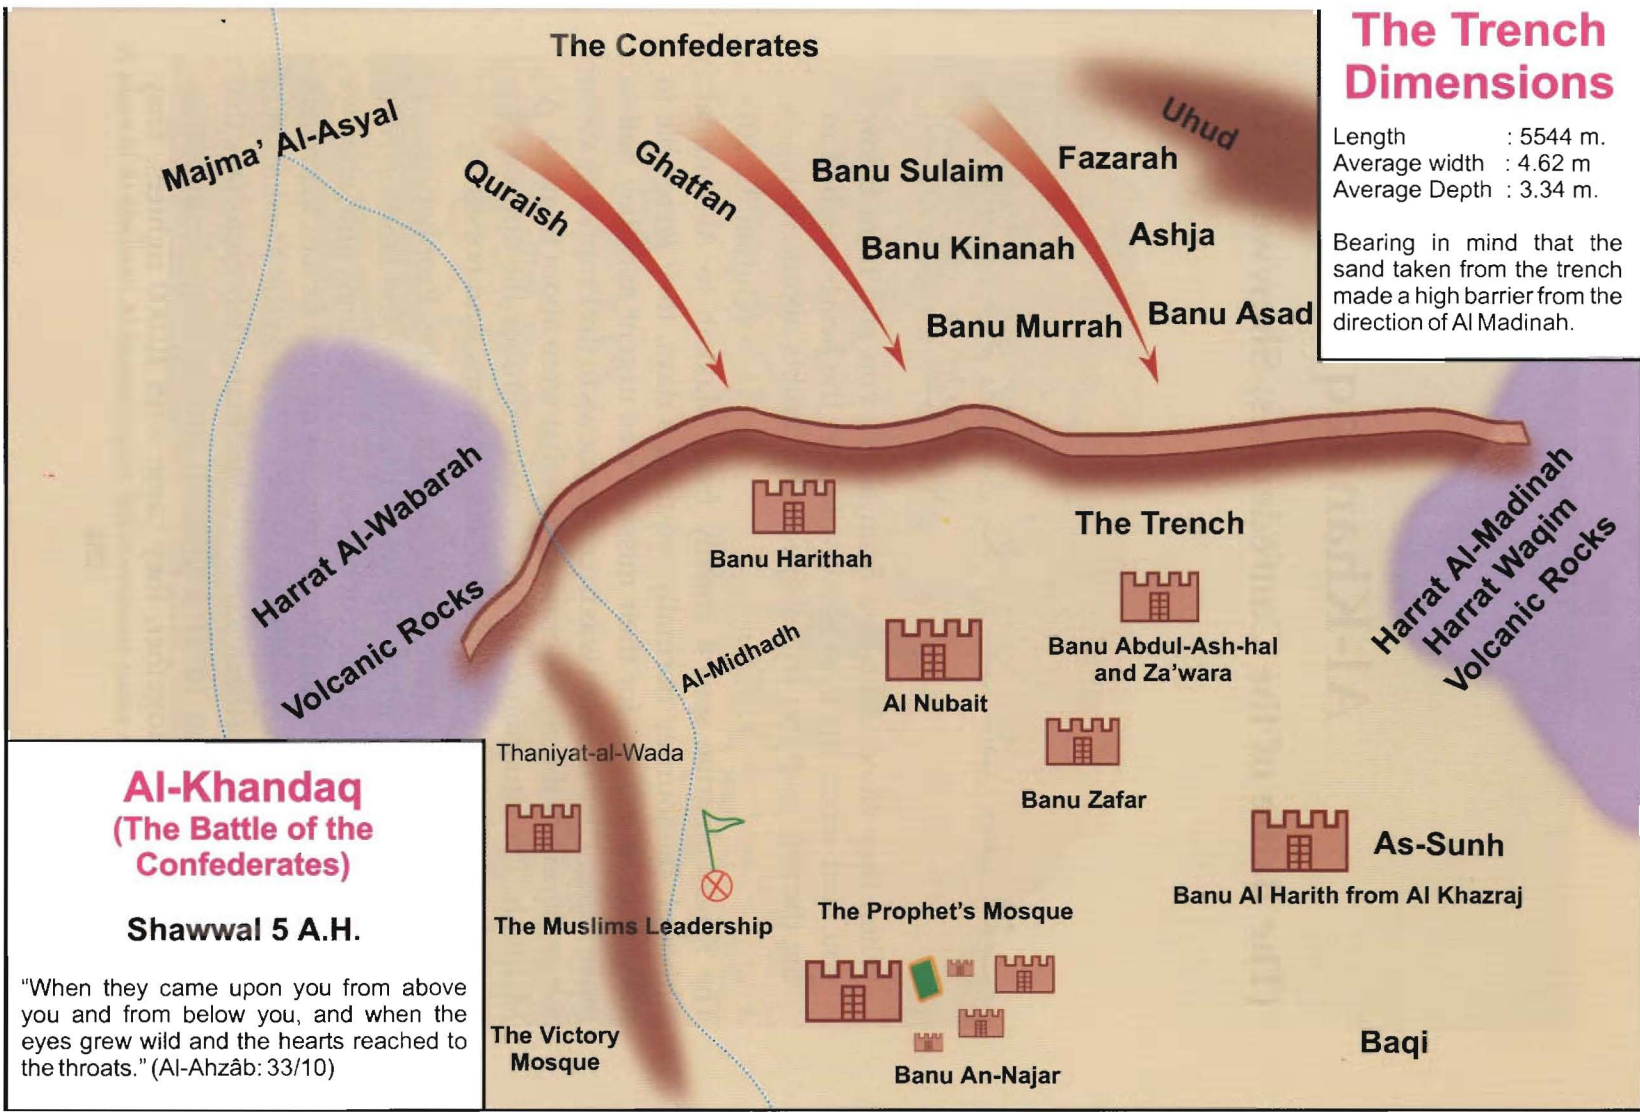 The Confederates
The Trench
Dimensions
Length : 5544 m.
Average width : 4.62 m
Average Depth : 3.34 m.
Bearing in mind that the
sand taken from the trench
made a high barrier from the
direction of Al Madinah.
Uhud
Majma’ Al-Asyal
Quraish
Ghatfan
Banu Sulaim
Fazarah
Banu Kinanah
Ashja
Banu Murrah
Banu Asad
Harrat Al-Wabarah
Volcanic Rocks
Harrat Al-Madinah
Harrat Waqim
Volcanic Rocks
The Trench
Banu Harithah
Al-Midhadh
Banu Abdul-Ash-hal
and Za’wara
Al Nubait
Thaniyat-al-Wada
Banu Zafar
As-Sunh
Banu Al Harith from Al Khazraj
The Prophet’s Mosque
The Muslims Leadership
The Victory
Mosque
Banu An-Najar
Baqi
Al-Khandaq
(The Battle of the
Confederates)
Shawwal 5 A.H.
“When they came upon you from above
you and from below you, and when the
eyes grew wild and the hearts reached to
the throats.” (Al-Ahzâb: 33/10)